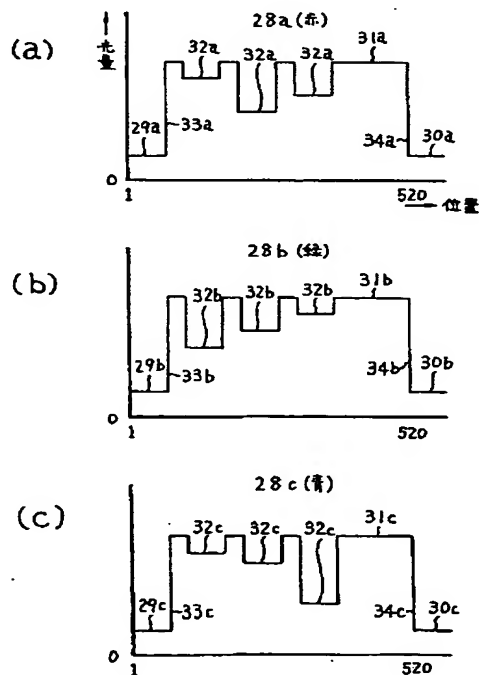 (a)
光量
28a(赤)
32a 32a 32a 31a
29a 33a 34a 30a
0
1 520 位置
(b)
28b(緑)
32b 32b 32b 31b
29b 33b 34b 30b
0
1 520
(c)
28c(青)
32c 32c 32c 31c
29c 33c 34c 30c
0
1 520